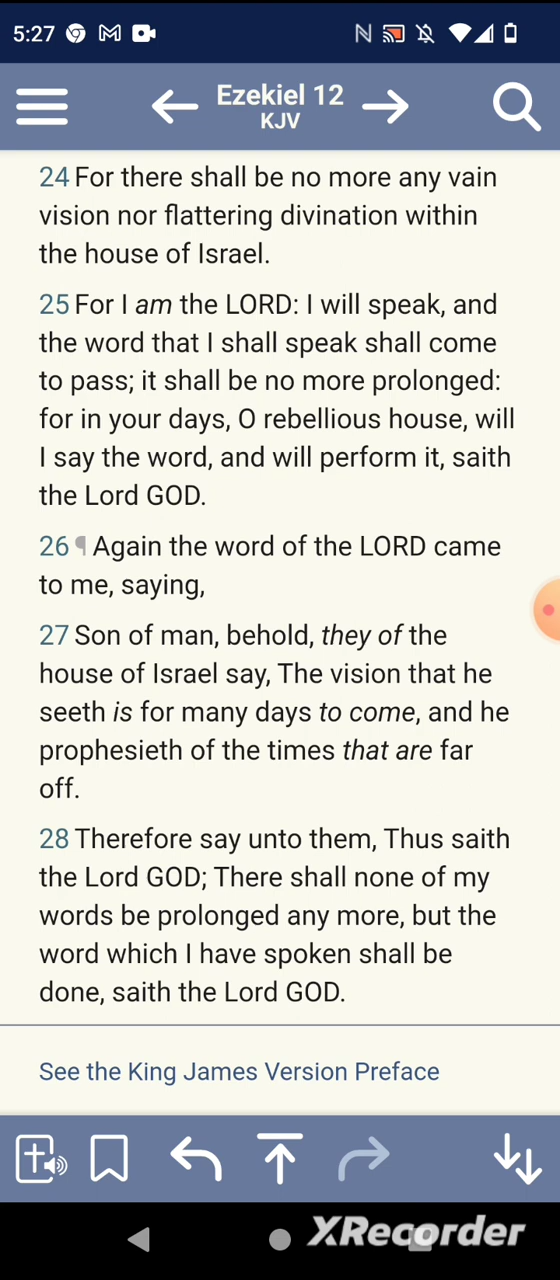 5:27
Ezekiel 12
KJV
24 For there shall be no more any vain
vision nor flattering divination within
the house of Israel.
25 For I am the LORD: I will speak, and
the word that I shall speak shall come
to pass; it shall be no more prolonged:
for in your days, O rebellious house, will
I say the word, and will perform it, saith
the Lord GOD.
26 ¶ Again the word of the LORD came
to me, saying,
27 Son of man, behold, they of the
house of Israel say, The vision that he
seeth is for many days to come, and he
prophesieth of the times that are far
off.
28 Therefore say unto them, Thus saith
the Lord GOD; There shall none of my
words be prolonged any more, but the
word which I have spoken shall be
done, saith the Lord GOD.
See the King James Version Preface
XRecorder